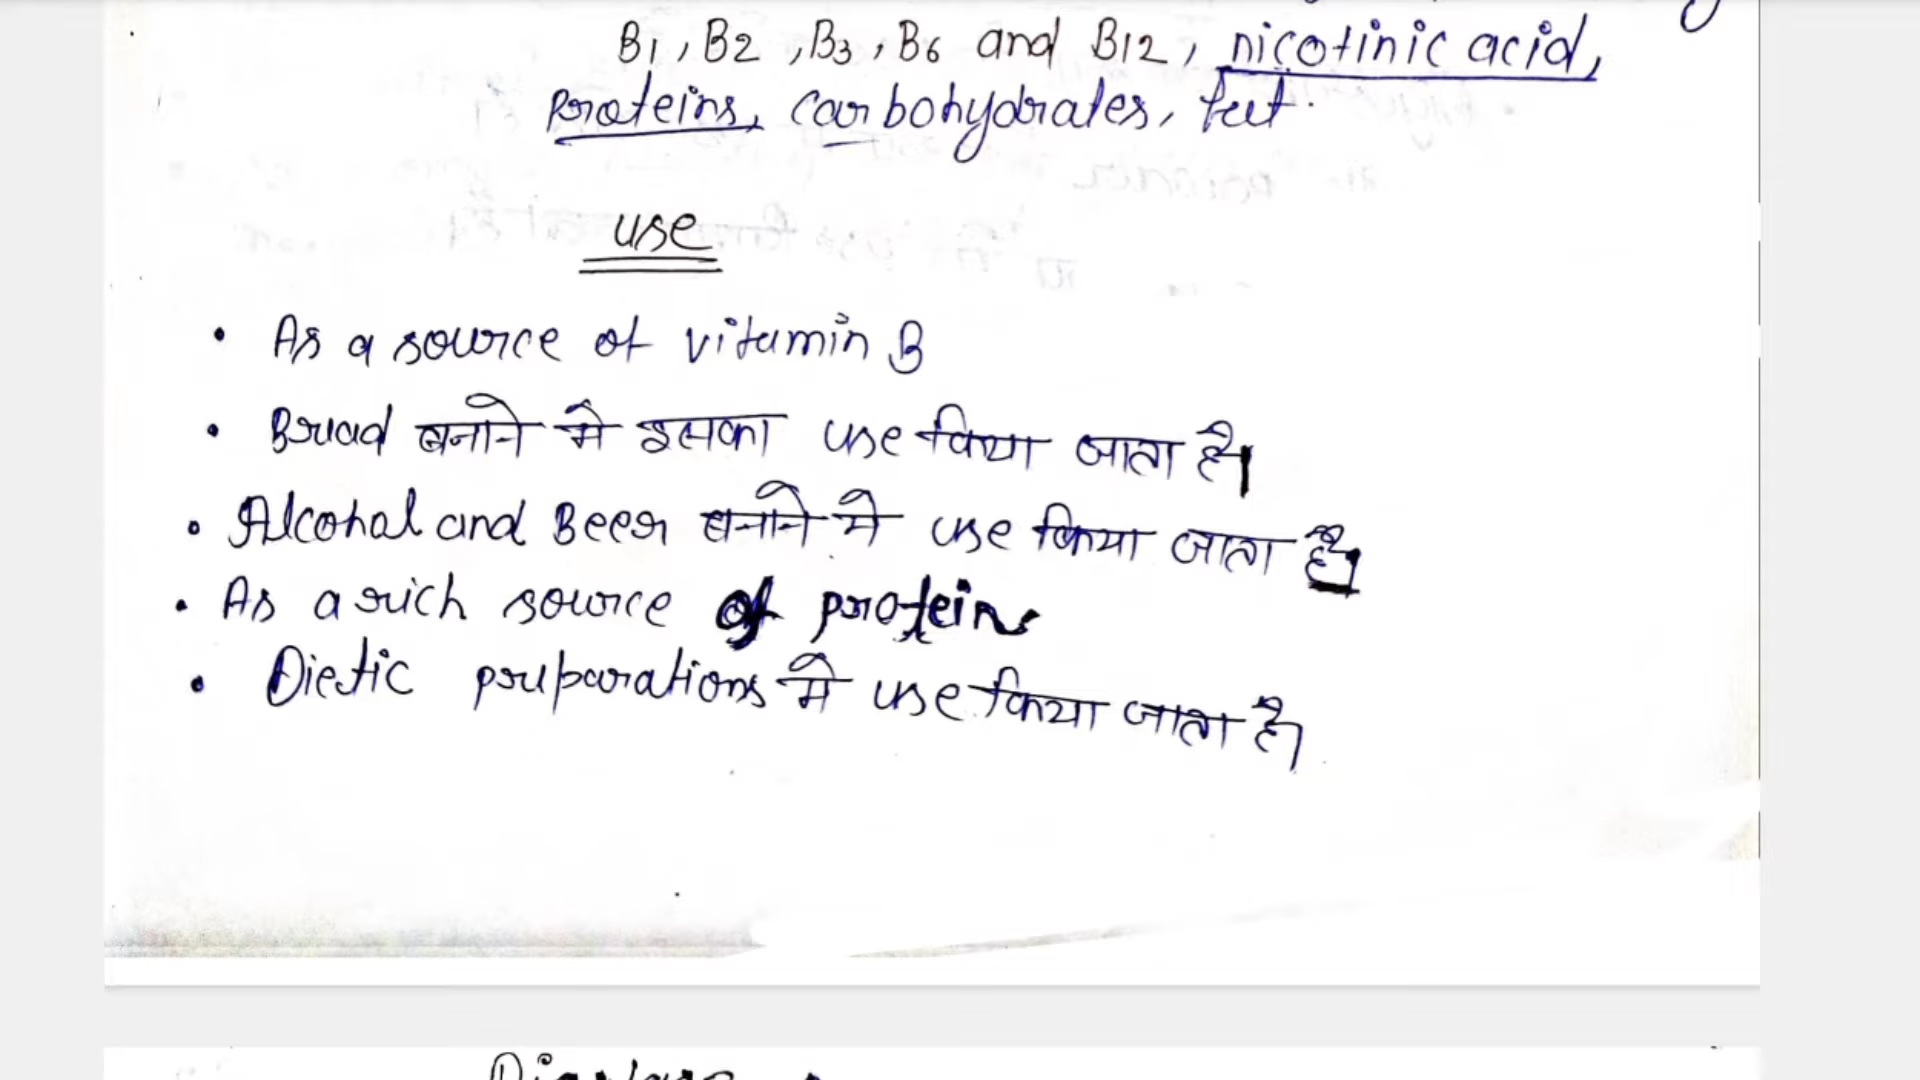 B1, B2, B3, B6 and B12, nicotinic acid,
Proteins, carbohydrates, fat.
use
• As a source of vitamin B
• Bread बनाने मे इसका use किया जाता है।
• Alcohal and Beer बनाने मे use किया जाता है।
• As a rich source of protein
• Dietic preparations मे use किया जाता है।